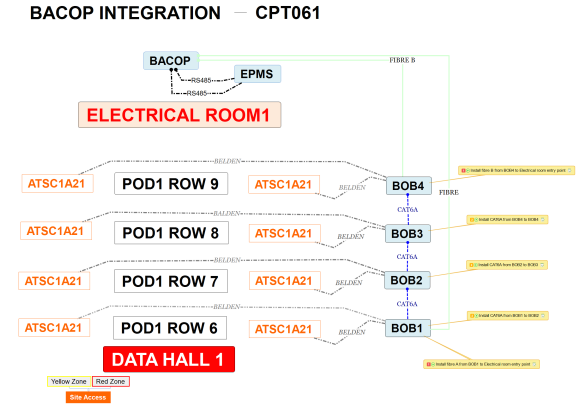 BACOP INTEGRATION — CPT061
BACOP
FIBRE B
EPMS
RS485
RS485
ELECTRICAL ROOM1
BELDEN
Install fibre B from BOB4 to Electrical room entry point
ATSC1A21
POD1 ROW 9
ATSC1A21
BELDEN
BOB4
FIBRE
CAT6A
BELDEN
Install CAT6A from BOB3 to BOB4
ATSC1A21
POD1 ROW 8
ATSC1A21
BELDEN
BOB3
CAT6A
BELDEN
Install CAT6A from BOB2 to BOB3
ATSC1A21
POD1 ROW 7
ATSC1A21
BELDEN
BOB2
CAT6A
BELDEN
Install CAT6A from BOB1 to BOB2
ATSC1A21
POD1 ROW 6
ATSC1A21
BELDEN
BOB1
DATA HALL 1
Install fibre A from BOB1 to Electrical room entry point
Yellow Zone
Red Zone
Site Access